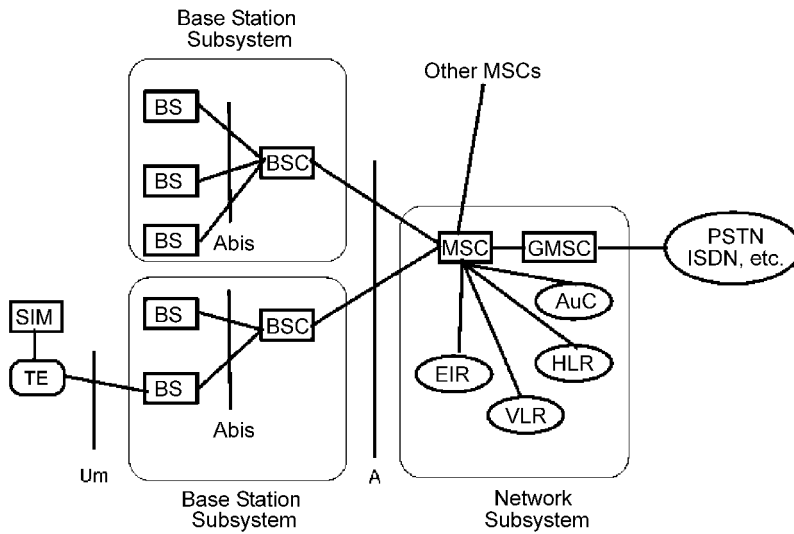 Base Station
Subsystem
Other MSCs
BS
BSC
BS
BS
Abis
MSC
GMSC
PSTN
ISDN, etc.
AuC
SIM
BS
BSC
HLR
EIR
TE
BS
VLR
Abis
Um
A
Base Station
Subsystem
Network
Subsystem